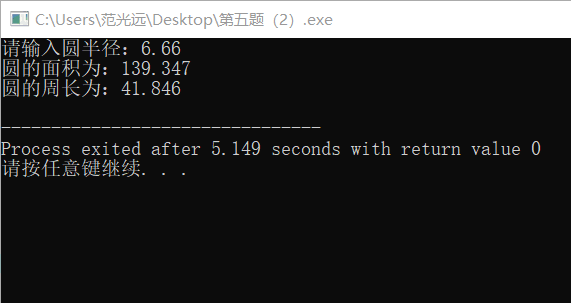 C:\Users\范光远\Desktop\第五题（2）.exe
请输入圆半径：6.66
圆的面积为：139.347
圆的周长为：41.846
--------------------------------
Process exited after 5.149 seconds with return value 0
请按任意键继续. . .